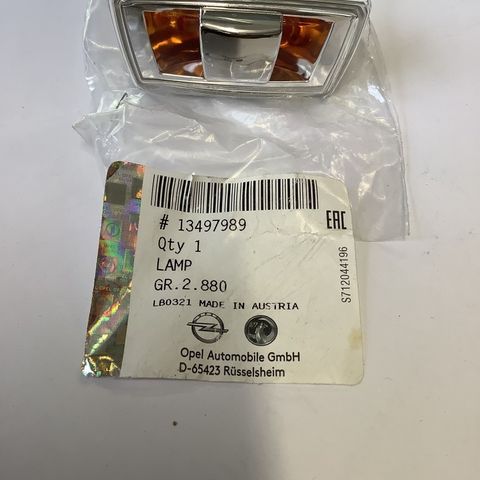 # 13497989
EAC
Qty 1
LAMP
GR.2.880
LB0321 MADE IN AUSTRIA
S712044196
Opel Automobile GmbH
D-65423 Rüsselsheim